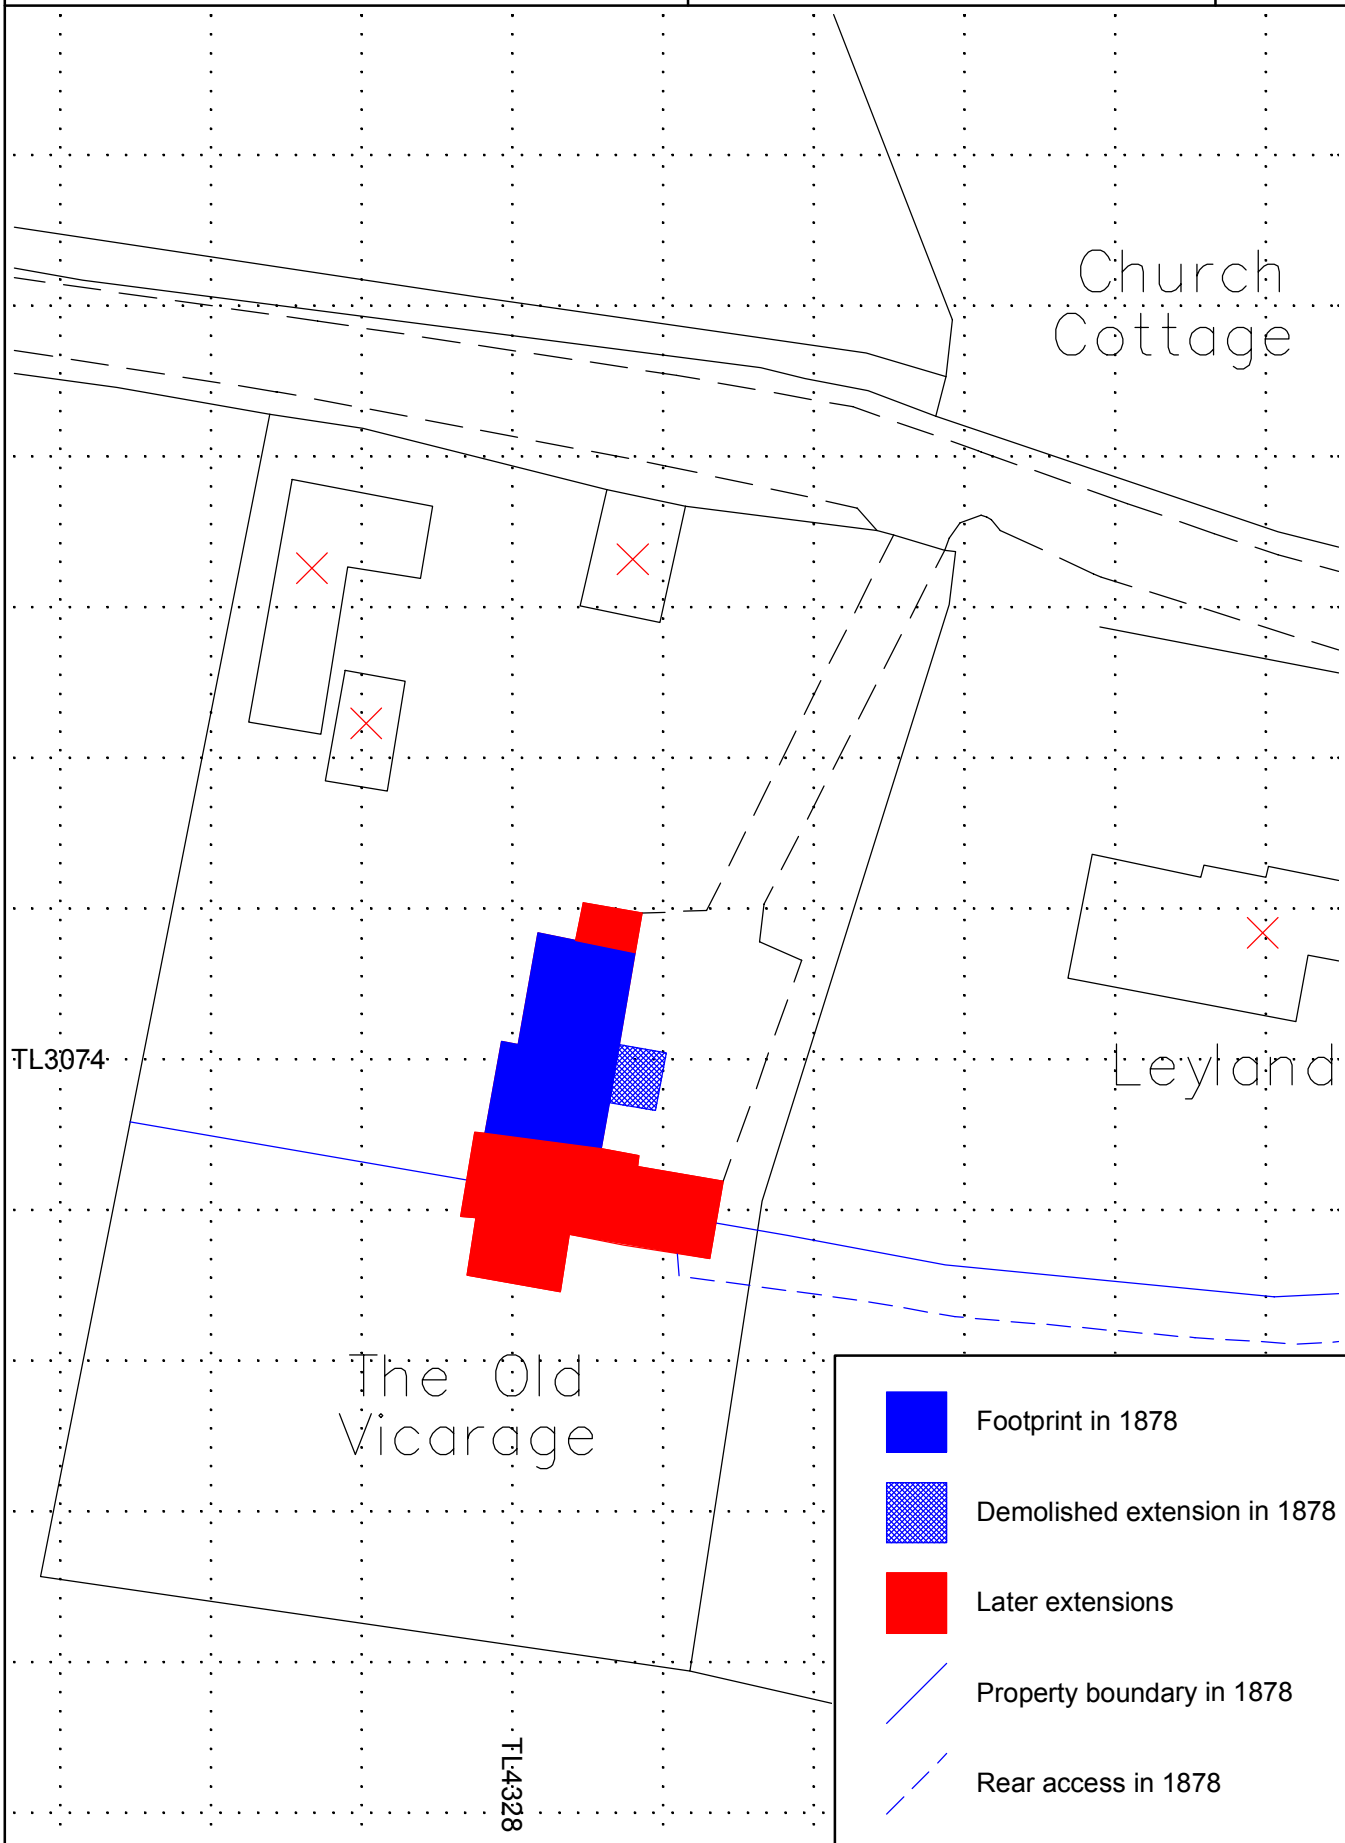 Church
Cottage
TL3074
Leyland
The Old
Vicarage
TL4328
Footprint in 1878
Demolished extension in 1878
Later extensions
Property boundary in 1878
Rear access in 1878